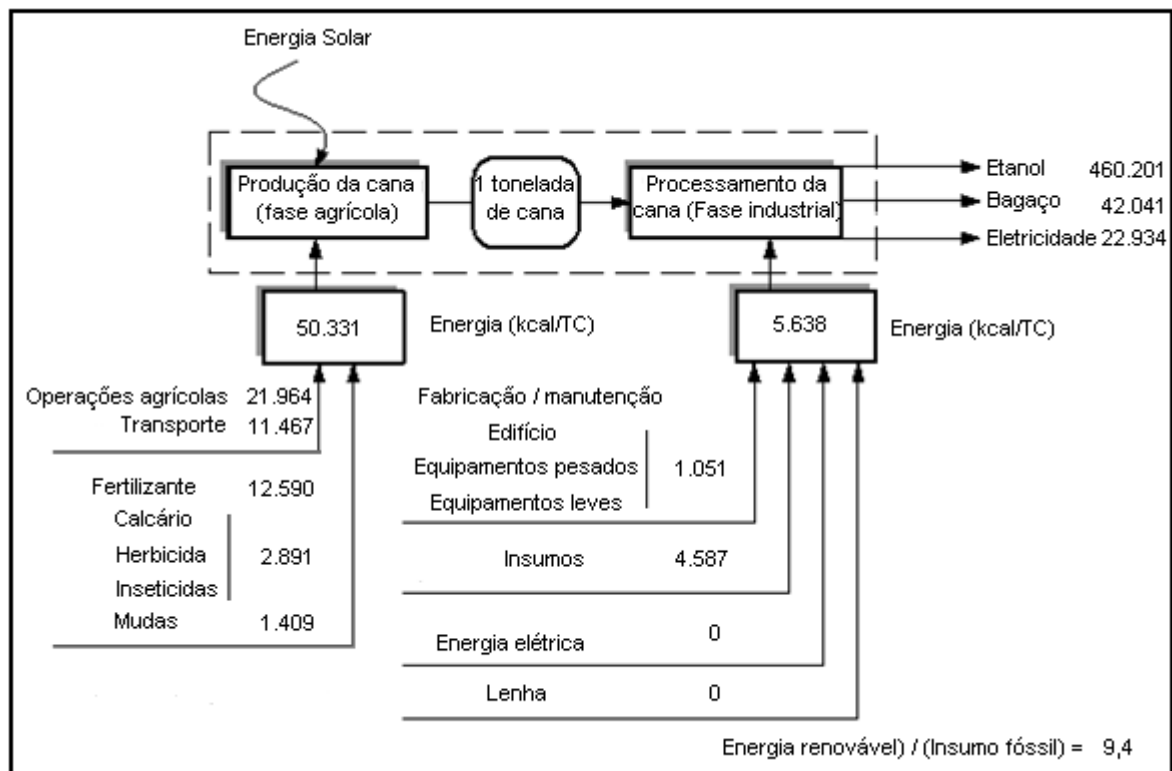 Energia Solar
Produção da cana
(fase agrícola)
1 tonelada
de cana
Processamento da
cana (Fase industrial)
Etanol 460.201
Bagaço 42.041
Eletricidade 22.934
50.331
Energia (kcal/TC)
5.638
Energia (kcal/TC)
Operações agrícolas 21.964
Transporte 11.467
Fertilizante 12.590
Calcário
Herbicida 2.891
Inseticidas
Mudas 1.409
Fabricação / manutenção
Edifício
Equipamentos pesados 1.051
Equipamentos leves
Insumos 4.587
Energia elétrica 0
Lenha 0
Energia renovável) / (Insumo fóssil) = 9,4